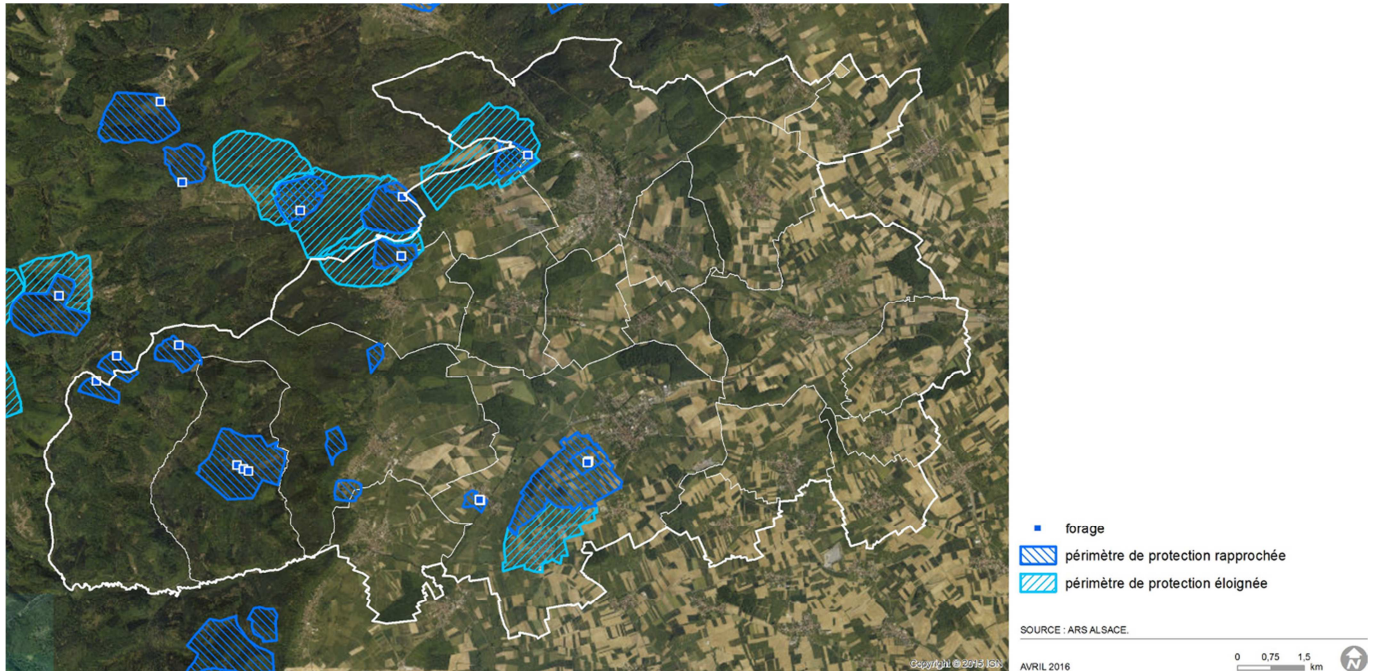 Copyright © 2015 IGN
forage
périmètre de protection rapprochée
périmètre de protection éloignée
SOURCE : ARS ALSACE.
AVRIL 2016
0 0,75 1,5
km
N